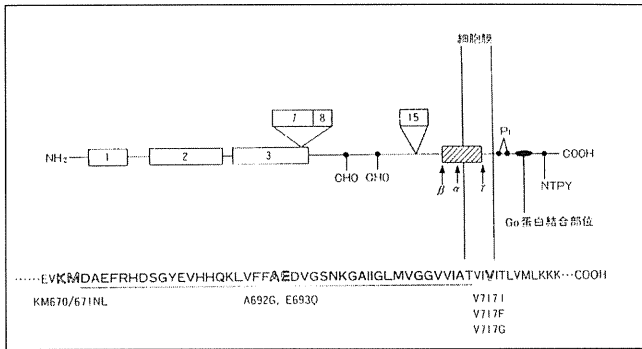 細胞膜
7 8
15
NH₂
1
2
3
CHO
CHO
β
α
γ
Pi
COOH
NTPY
Go蛋白結合部位
···EVKMDAEFRHDSGYEVHHQKLVFFAEDVGSNKGAIIGLMVGGVVIATVIVITLVMLKKK···COOH
KM670/671NL
A692G, E693Q
V717I
V717F
V717G